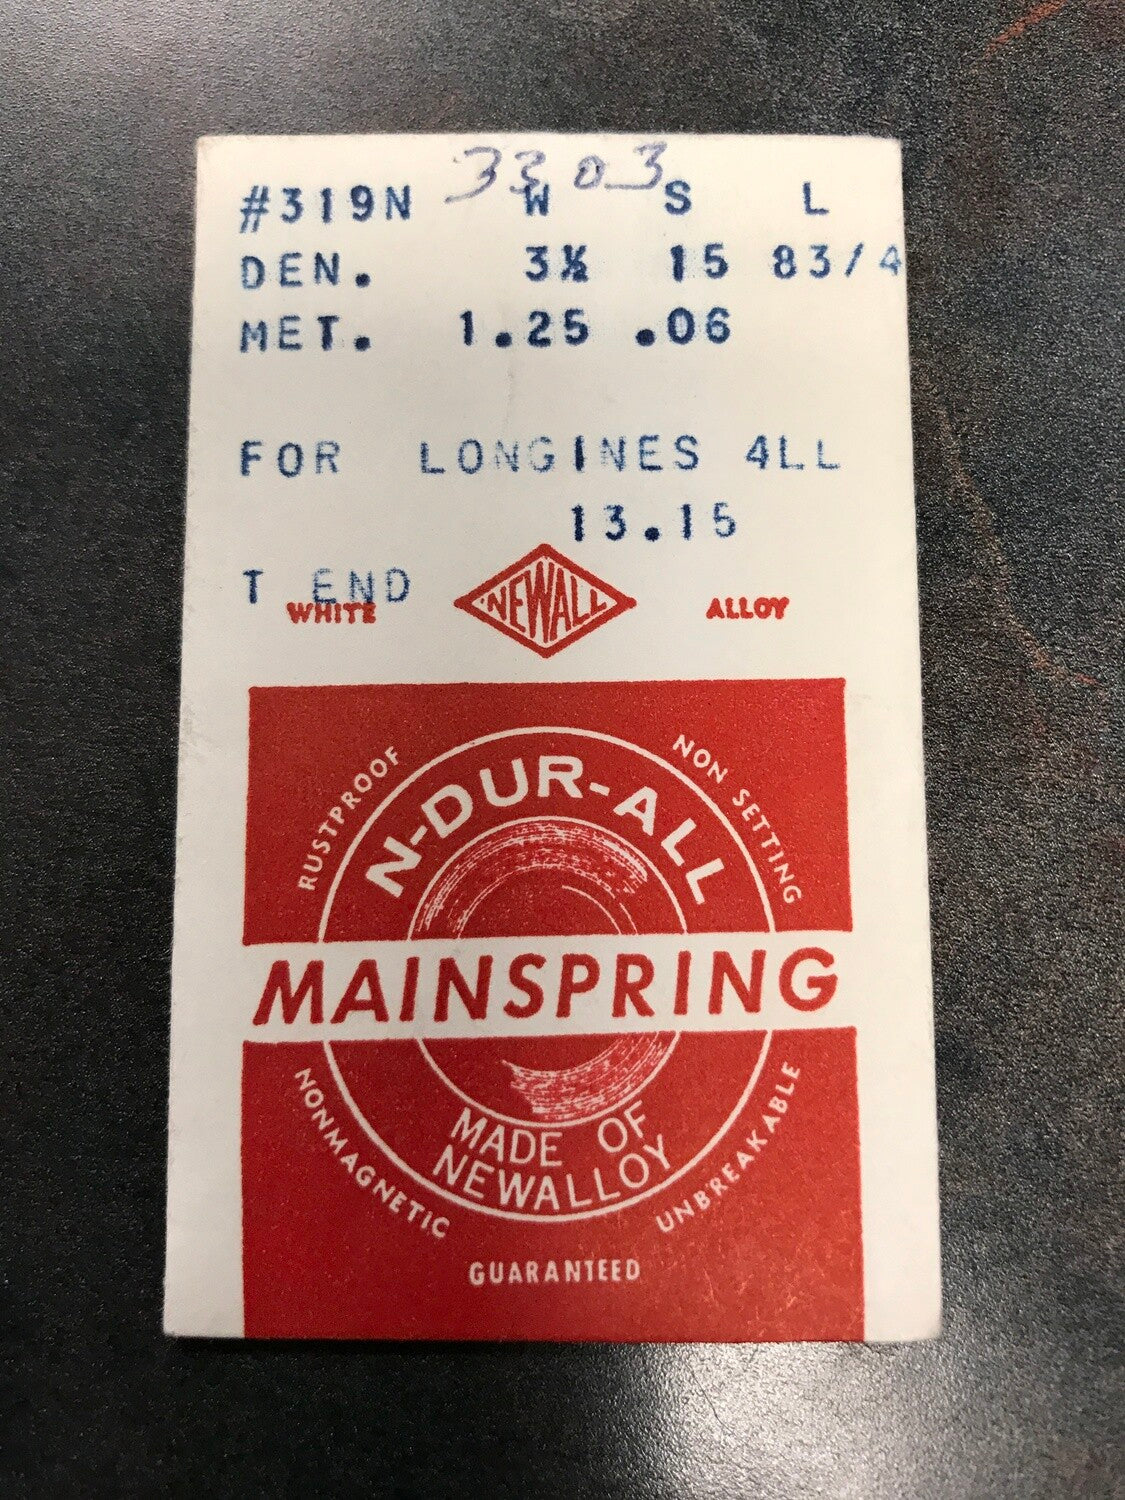 3303
#319N W S L
DEN. 3½ 15 83/4
MET. 1.25 .06
FOR LONGINES 4LL
13.15
T END
WHITE NEWALL ALLOY
RUSTPROOF
N-DUR-ALL
NON SETTING
MAINSPRING
NONMAGNETIC
MADE OF
NEWALLOY
UNBREAKABLE
GUARANTEED